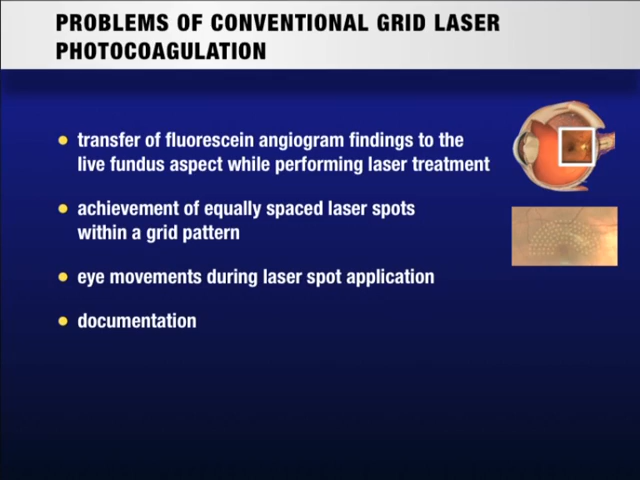 PROBLEMS OF CONVENTIONAL GRID LASER
PHOTOCOAGULATION
transfer of fluorescein angiogram findings to the
live fundus aspect while performing laser treatment
achievement of equally spaced laser spots
within a grid pattern
eye movements during laser spot application
documentation